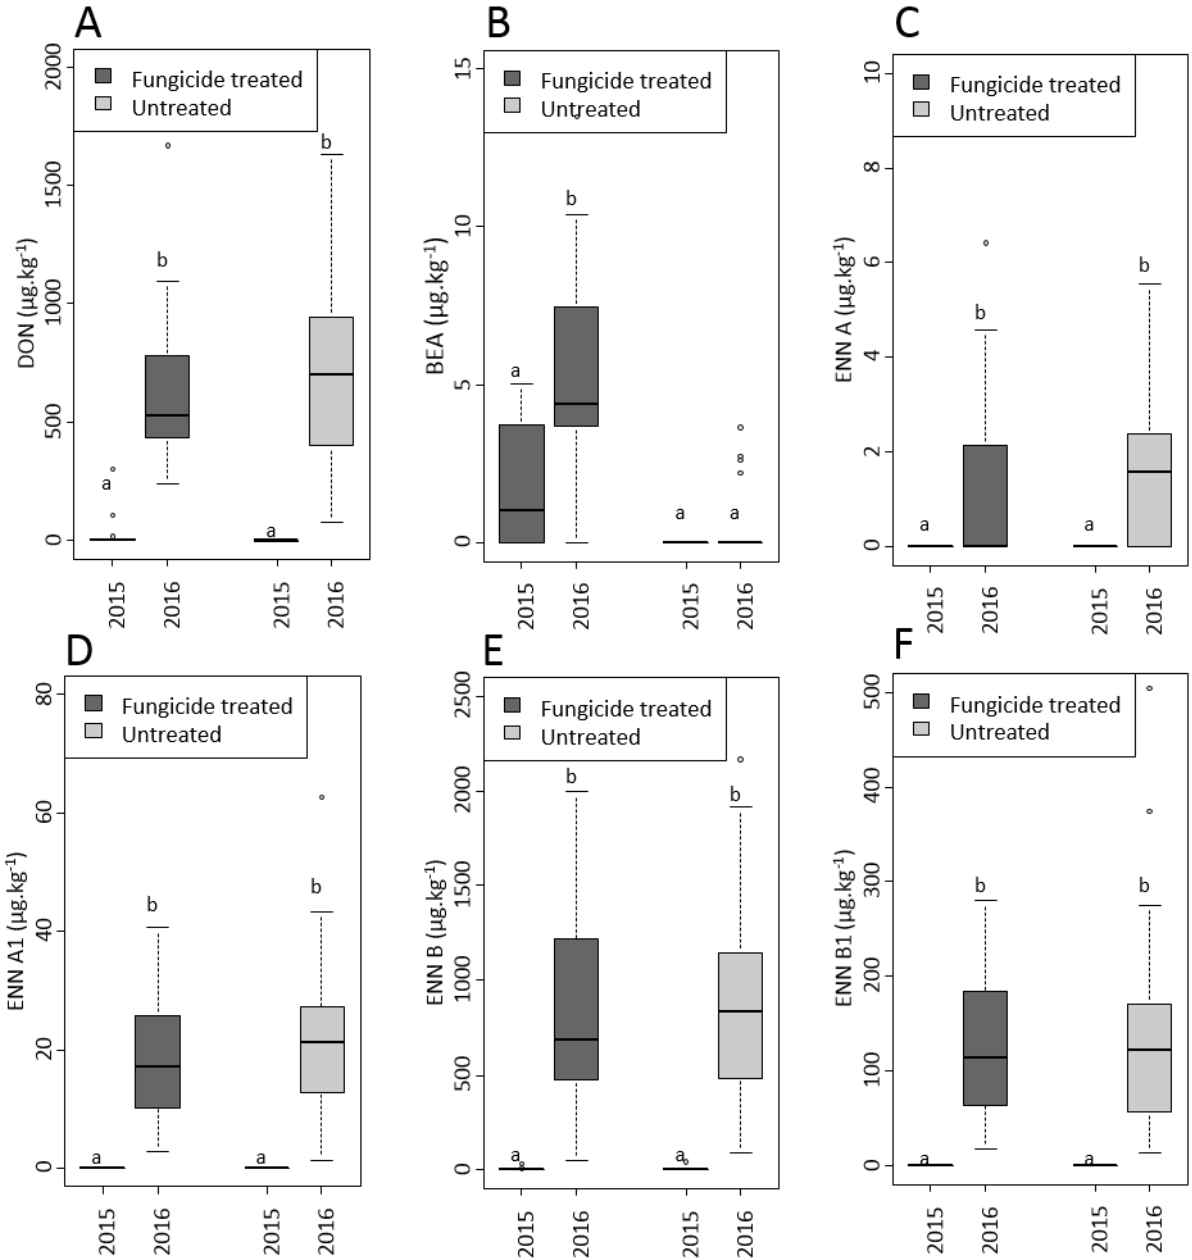 A
DON (µg.kg-1)
2000
1500
1000
500
0
Fungicide treated
Untreated
a
b
a
b
2015
2016
2015
2016
B
BEA (µg.kg-1)
15
10
5
0
Fungicide treated
Untreated
a
b
a
a
2015
2016
2015
2016
C
ENN A (µg.kg-1)
10
8
6
4
2
0
Fungicide treated
Untreated
a
b
a
b
2015
2016
2015
2016
D
ENN A1 (µg.kg-1)
80
60
40
20
0
Fungicide treated
Untreated
a
b
a
b
2015
2016
2015
2016
E
ENN B (µg.kg-1)
2500
2000
1500
1000
500
0
Fungicide treated
Untreated
a
b
a
b
2015
2016
2015
2016
F
ENN B1 (µg.kg-1)
500
400
300
200
100
0
Fungicide treated
Untreated
a
b
a
b
2015
2016
2015
2016